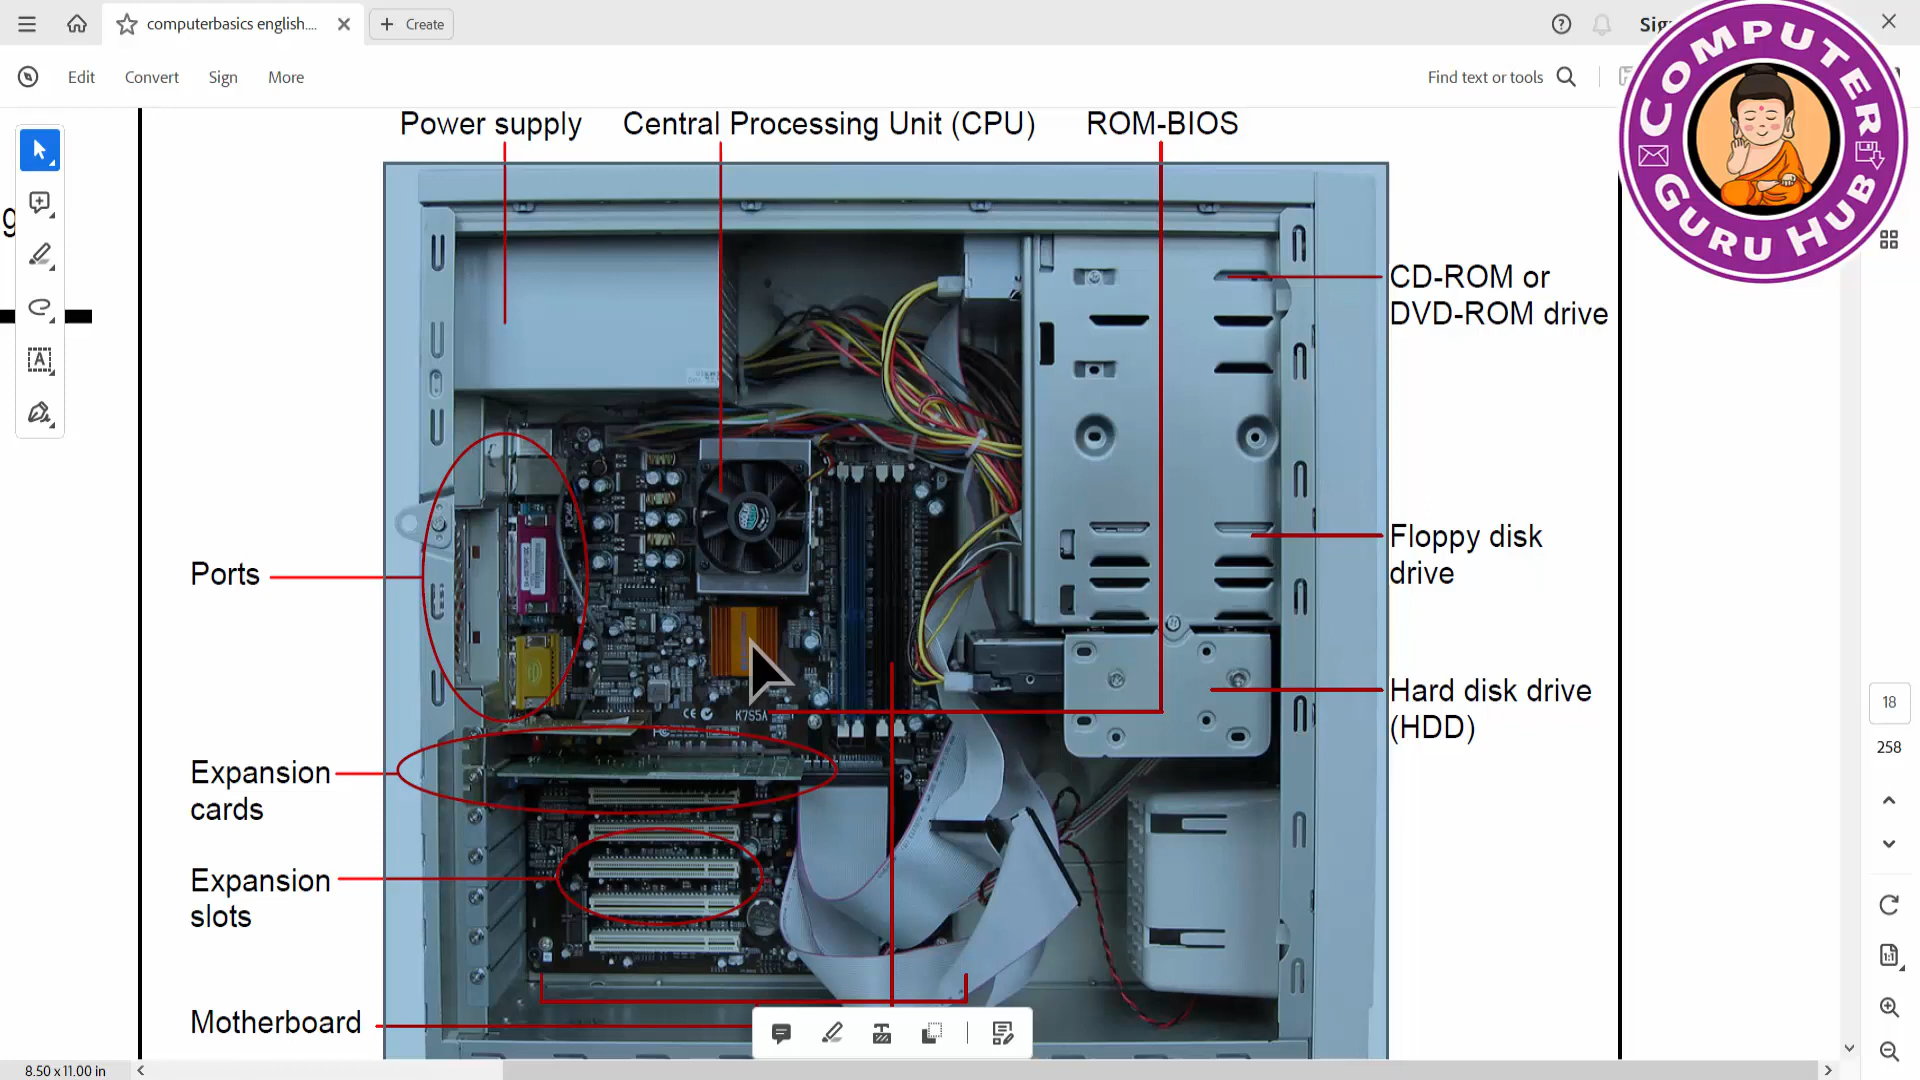 computerbasics english....
Create
Edit
Convert
Sign
More
Find text or tools
COMPUTER
GURU HUB
Power supply
Central Processing Unit (CPU)
ROM-BIOS
CD-ROM or
DVD-ROM drive
Floppy disk
drive
Ports
K7S5A
Hard disk drive
(HDD)
Expansion
cards
Expansion
slots
Motherboard
18
258
8.50 x 11.00 in